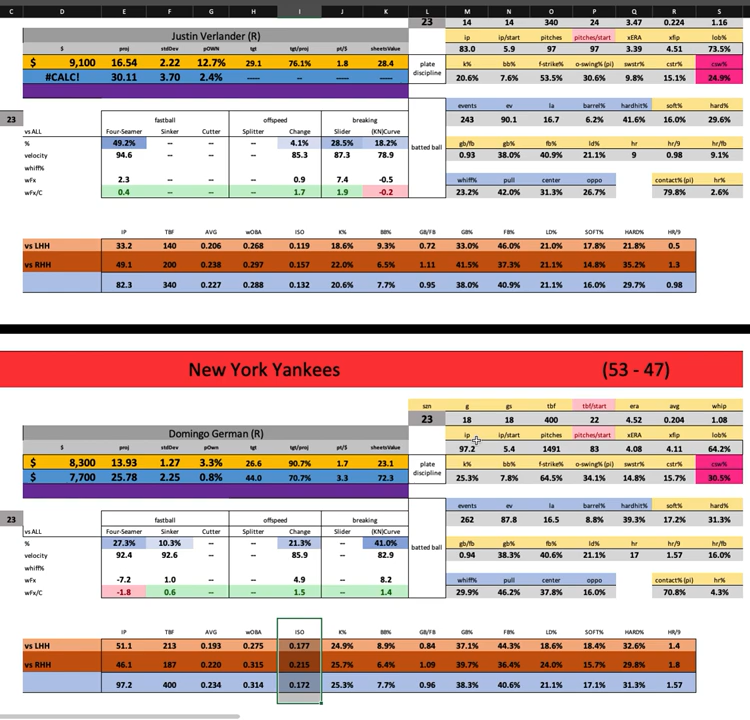 D E F G H I J K L M N O P Q R S
23 14 14 340 24 3.47 0.224 1.16
Justin Verlander (R) ip ip/start pitches pitches/start xERA xfip lob%
$ proj stdDev pOWN tgt tgt/proj pt/$ sheetsValue 83.0 5.9 97 97 3.39 4.51 73.5%
$ 9,100 16.54 2.22 12.7% 29.1 76.1% 1.8 28.4 plate discipline k% bb% f-strike% o-swing% (pi) swstr% cstr% csw%
#CALC! 30.11 3.70 2.4% ---- ---- -- ---- 20.6% 7.6% 53.5% 30.6% 9.8% 15.1% 24.9%
events ev la barrel% hardhit% soft% hard%
23 fastball offspeed breaking batted ball 243 90.1 16.7 6.2% 41.6% 16.0% 29.6%
vs ALL Four-Seamer Sinker Cutter Splitter Change Slider (KN)Curve
% 49.2% -- -- -- 4.1% 28.5% 18.2% gb/fb gb% fb% ld% hr hr/9 hr/fb
velocity 94.6 -- -- -- 85.3 87.3 78.9 0.93 38.0% 40.9% 21.1% 9 0.98 9.1%
whiff%
wFx 2.3 -- -- -- 0.9 7.4 -0.5 whiff% pull center oppo contact% (pi) hr%
wFx/C 0.4 -- -- -- 1.7 1.9 -0.2 23.2% 42.0% 31.3% 26.7% 79.8% 2.6%
IP TBF AVG wOBA ISO K% BB% GB/FB GB% FB% LD% SOFT% HARD% HR/9
vs LHH 33.2 140 0.206 0.268 0.119 18.6% 9.3% 0.72 33.0% 46.0% 21.0% 17.8% 21.8% 0.5
vs RHH 49.1 200 0.238 0.297 0.157 22.0% 6.5% 1.11 41.5% 37.3% 21.1% 14.8% 35.2% 1.3
82.3 340 0.227 0.288 0.132 20.6% 7.7% 0.95 38.0% 40.9% 21.1% 16.0% 29.7% 0.98
New York Yankees (53 - 47)
szn g gs tbf tbf/start era avg whip
23 18 18 400 22 4.52 0.204 1.08
Domingo German (R) ip ip/start pitches pitches/start xERA xfip lob%
$ proj stdDev pOwn tgt tgt/proj pt/$ sheetsValue 97.2 5.4 1491 83 4.08 4.11 64.2%
$ 8,300 13.93 1.27 3.3% 26.6 90.7% 1.7 23.1 plate discipline k% bb% f-strike% o-swing% (pi) swstr% cstr% csw%
$ 7,700 25.78 2.25 0.8% 44.0 70.7% 3.3 72.3 25.3% 7.8% 64.5% 34.1% 14.8% 15.7% 30.5%
events ev la barrel% hardhit% soft% hard%
23 fastball offspeed breaking batted ball 262 87.8 16.5 8.8% 39.3% 17.2% 31.3%
vs ALL Four-Seamer Sinker Cutter Splitter Change Slider (KN)Curve
% 27.3% 10.3% -- -- 21.3% -- 41.0% gb/fb gb% fb% ld% hr hr/9 hr/fb
velocity 92.4 92.6 -- -- 85.9 -- 82.9 0.94 38.3% 40.6% 21.1% 17 1.57 16.0%
whiff%
wFx -7.2 1.0 -- -- 4.9 -- 8.2 whiff% pull center oppo contact% (pi) hr%
wFx/C -1.8 0.6 -- -- 1.5 -- 1.4 29.9% 46.2% 37.8% 16.0% 70.8% 4.3%
IP TBF AVG wOBA ISO K% BB% GB/FB GB% FB% LD% SOFT% HARD% HR/9
vs LHH 51.1 213 0.193 0.275 0.177 24.9% 8.9% 0.84 37.1% 44.3% 18.6% 18.4% 32.6% 1.4
vs RHH 46.1 187 0.220 0.315 0.215 25.7% 6.4% 1.09 39.7% 36.4% 24.0% 15.7% 29.8% 1.8
97.2 400 0.234 0.314 0.172 25.3% 7.7% 0.96 38.3% 40.6% 21.1% 17.1% 31.3% 1.57